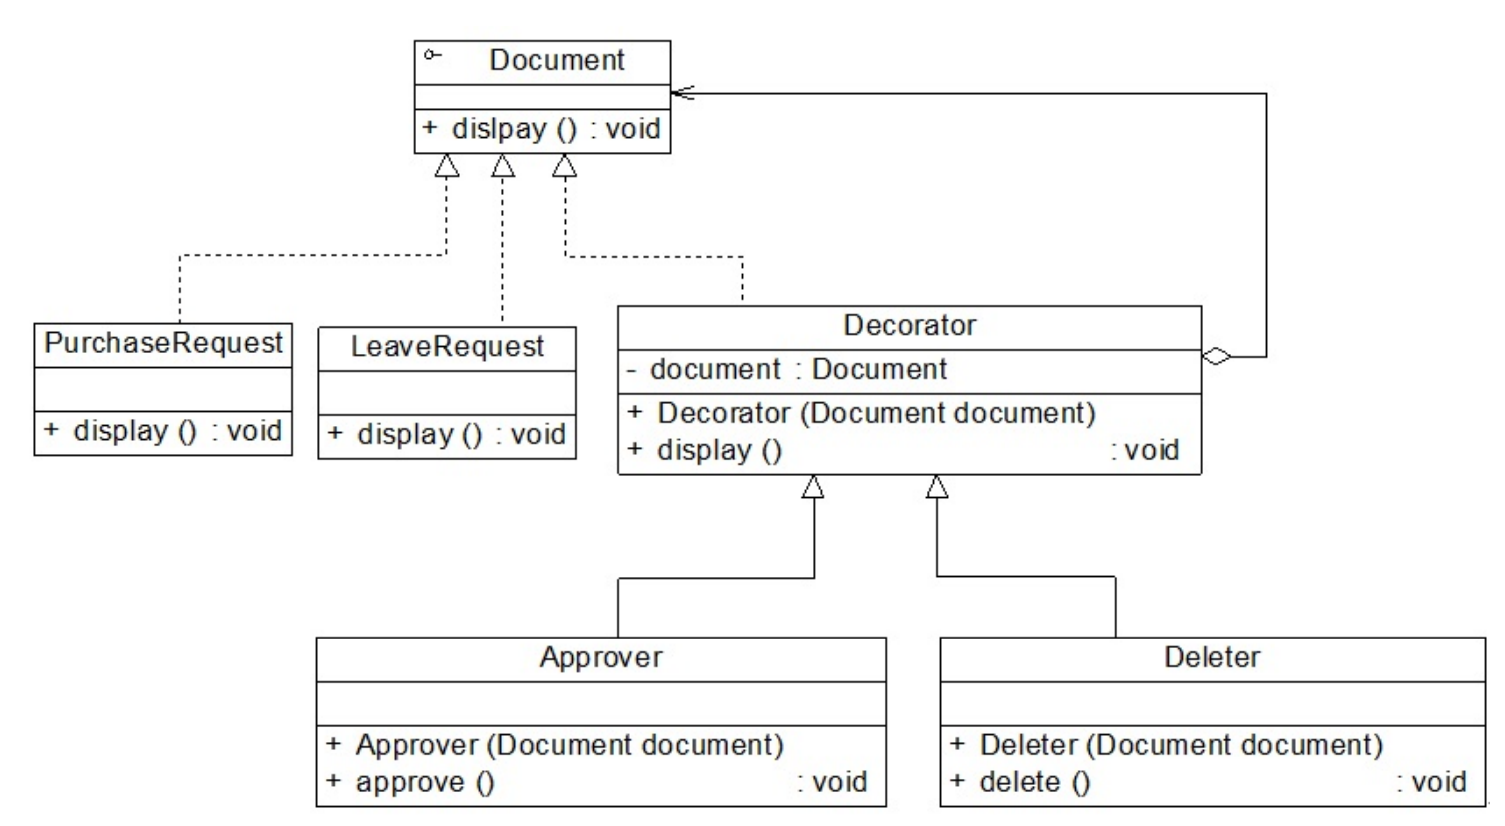 Document
+ dislpay () : void
PurchaseRequest
+ display () : void
LeaveRequest
+ display () : void
Decorator
- document : Document
+ Decorator (Document document)
+ display () : void
Approver
+ Approver (Document document)
+ approve () : void
Deleter
+ Deleter (Document document)
+ delete () : void